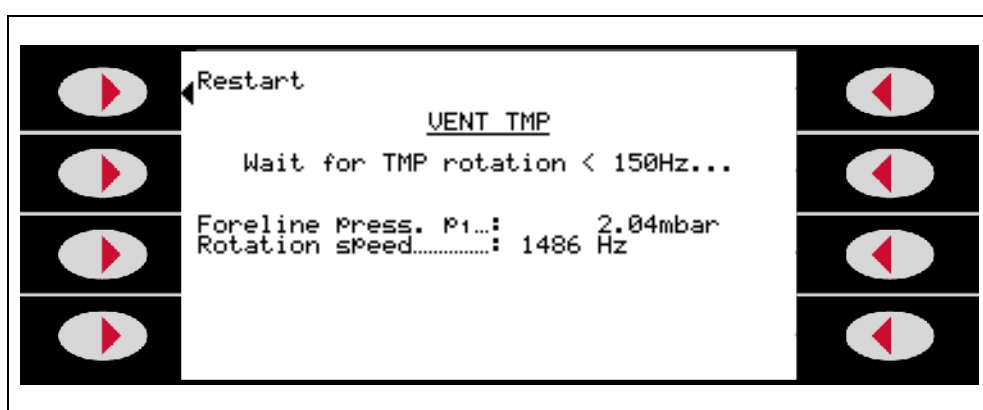 Restart
VENT TMP
Wait for TMP rotation < 150Hz...
Foreline press. p1…: 2.04mbar
Rotation speed……………: 1486 Hz